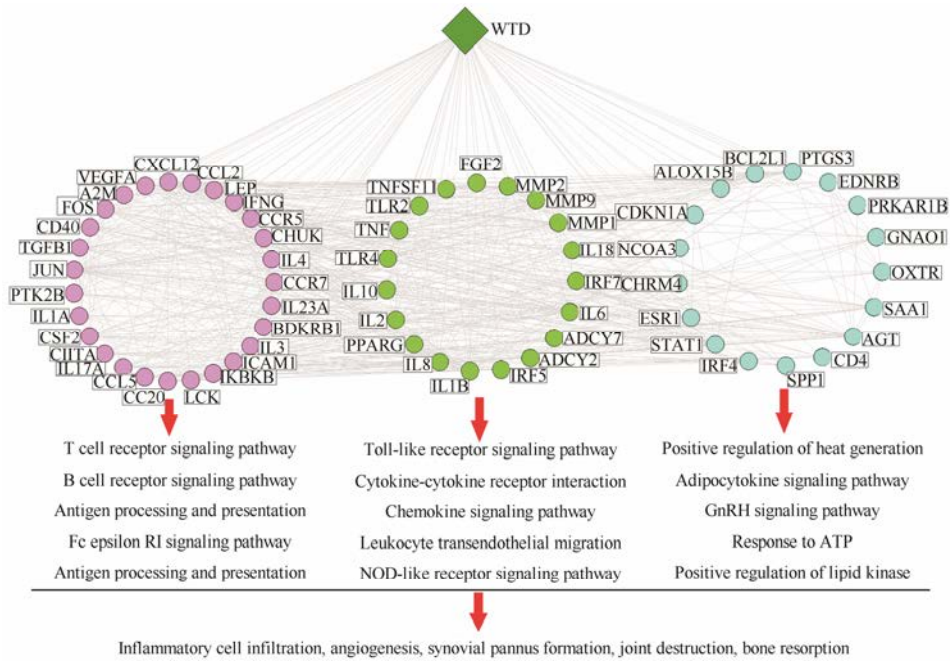 WTD
CXCL12
CCL2
LEP
IFNG
CCR5
CHUK
IL4
CCR7
IL23A
BDKRB1
IL3
ICAM1
IKBKB
LCK
CC20
CCL5
IL17A
CIITA
CSF2
IL1A
PTK2B
JUN
TGFB1
CD40
FOS
A2M
VEGFA
FGF2
MMP2
MMP9
MMP1
IL18
IRF7
IL6
ADCY7
ADCY2
IRF5
IL1B
IL8
PPARG
IL2
IL10
TLR4
TNF
TLR2
TNFSF11
BCL2L1
PTGS3
EDNRB
PRKAR1B
GNAO1
OXTR
SAA1
AGT
CD4
SPP1
IRF4
STAT1
ESR1
CHRM4
NCOA3
CDKN1A
ALOX15B
T cell receptor signaling pathway
B cell receptor signaling pathway
Antigen processing and presentation
Fc epsilon RI signaling pathway
Antigen processing and presentation
Toll-like receptor signaling pathway
Cytokine-cytokine receptor interaction
Chemokine signaling pathway
Leukocyte transendothelial migration
NOD-like receptor signaling pathway
Positive regulation of heat generation
Adipocytokine signaling pathway
GnRH signaling pathway
Response to ATP
Positive regulation of lipid kinase
Inflammatory cell infiltration, angiogenesis, synovial pannus formation, joint destruction, bone resorption